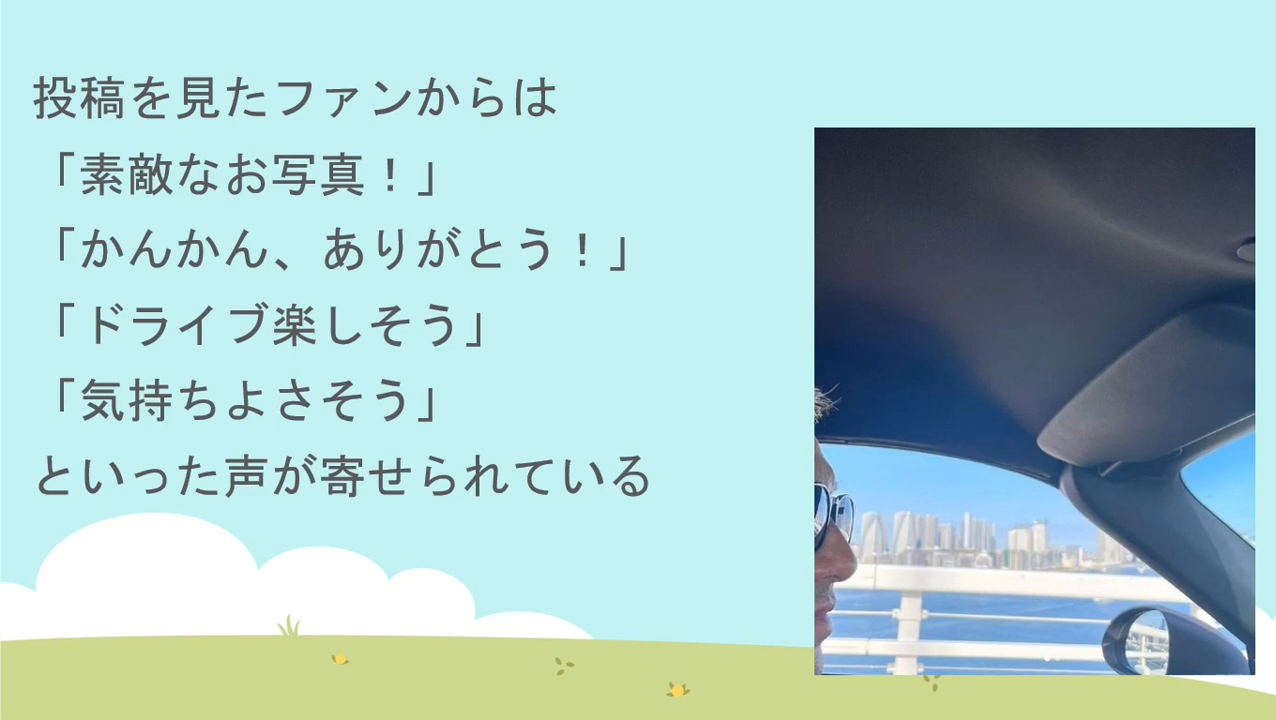 投稿を見たファンからは
「素敵なお写真！」
「かんかん、ありがとう！」
「ドライブ楽しそう」
「気持ちよさそう」
といった声が寄せられている